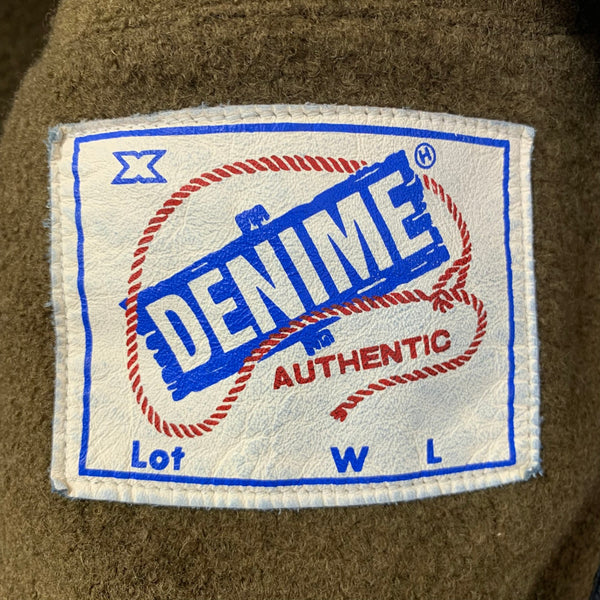 X
Ⓗ
DENIME
AUTHENTIC
Lot W L